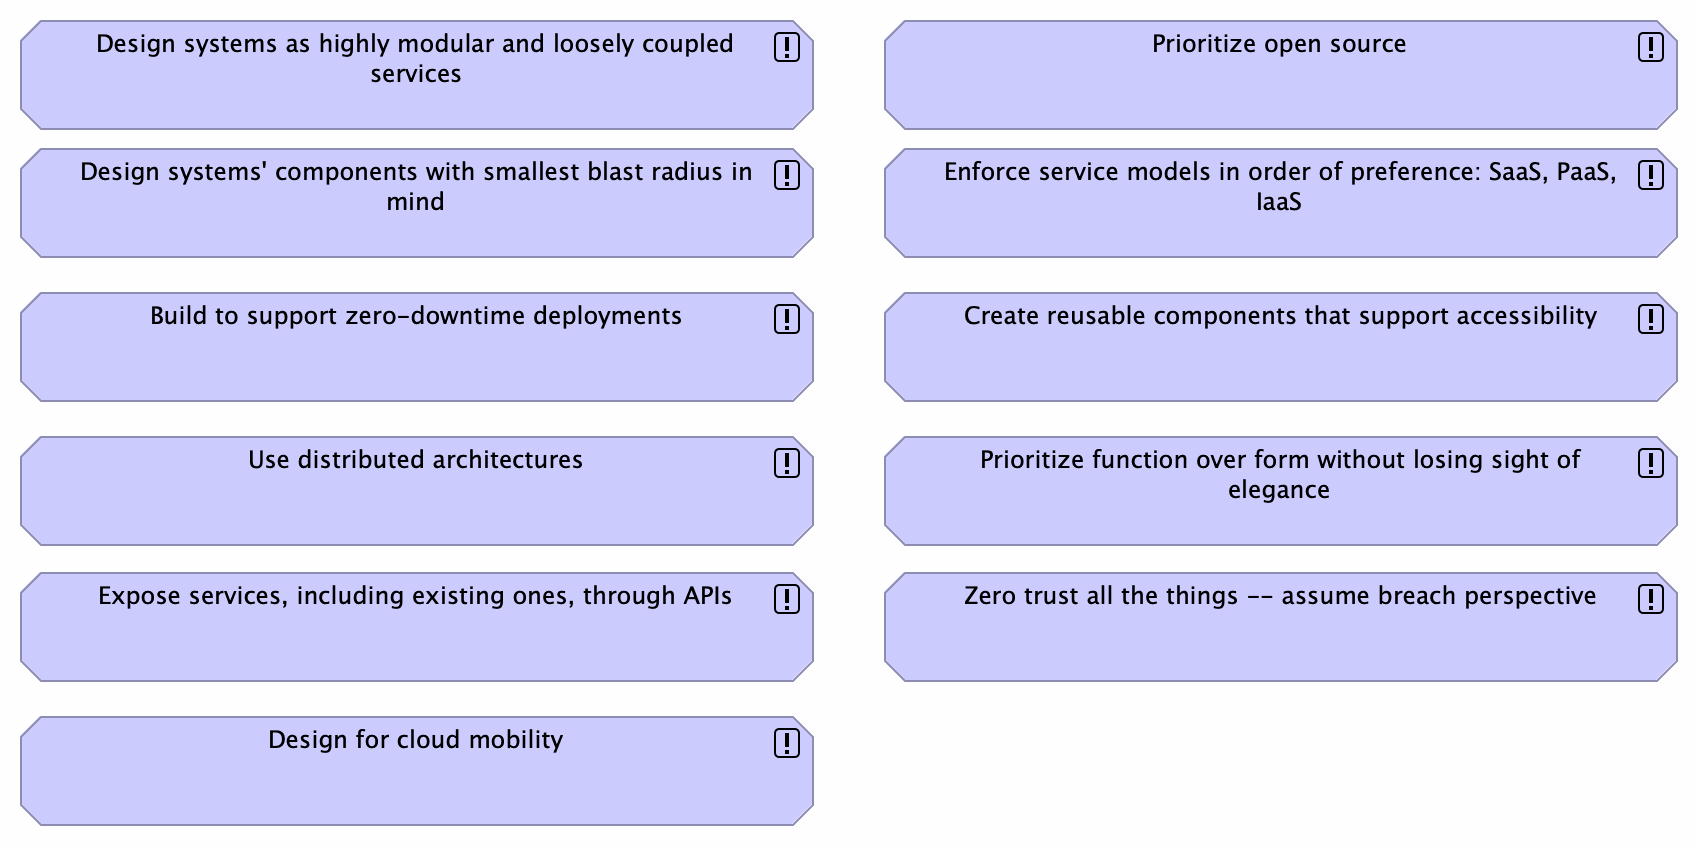 Design systems as highly modular and loosely coupled
services
Design systems' components with smallest blast radius in
mind
Build to support zero-downtime deployments
Use distributed architectures
Expose services, including existing ones, through APIs
Design for cloud mobility
Prioritize open source
Enforce service models in order of preference: SaaS, PaaS,
IaaS
Create reusable components that support accessibility
Prioritize function over form without losing sight of
elegance
Zero trust all the things -- assume breach perspective